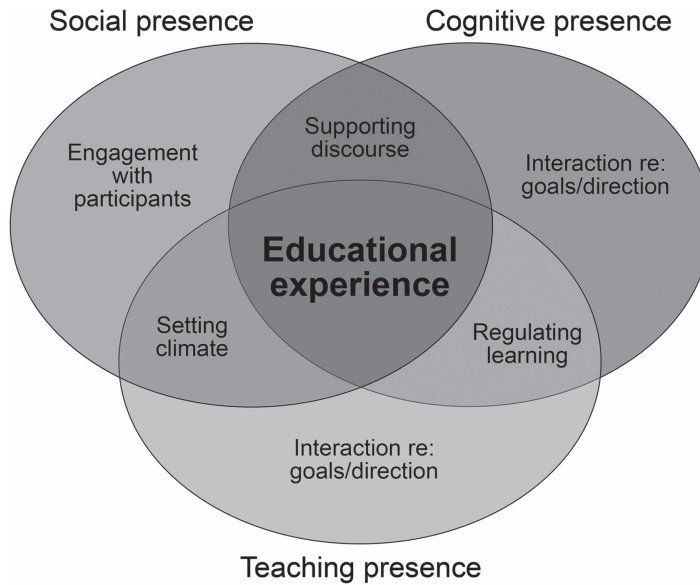 Social presence
Cognitive presence
Supporting
discourse
Engagement
with
participants
Interaction re:
goals/direction
Educational
experience
Setting
climate
Regulating
learning
Interaction re:
goals/direction
Teaching presence